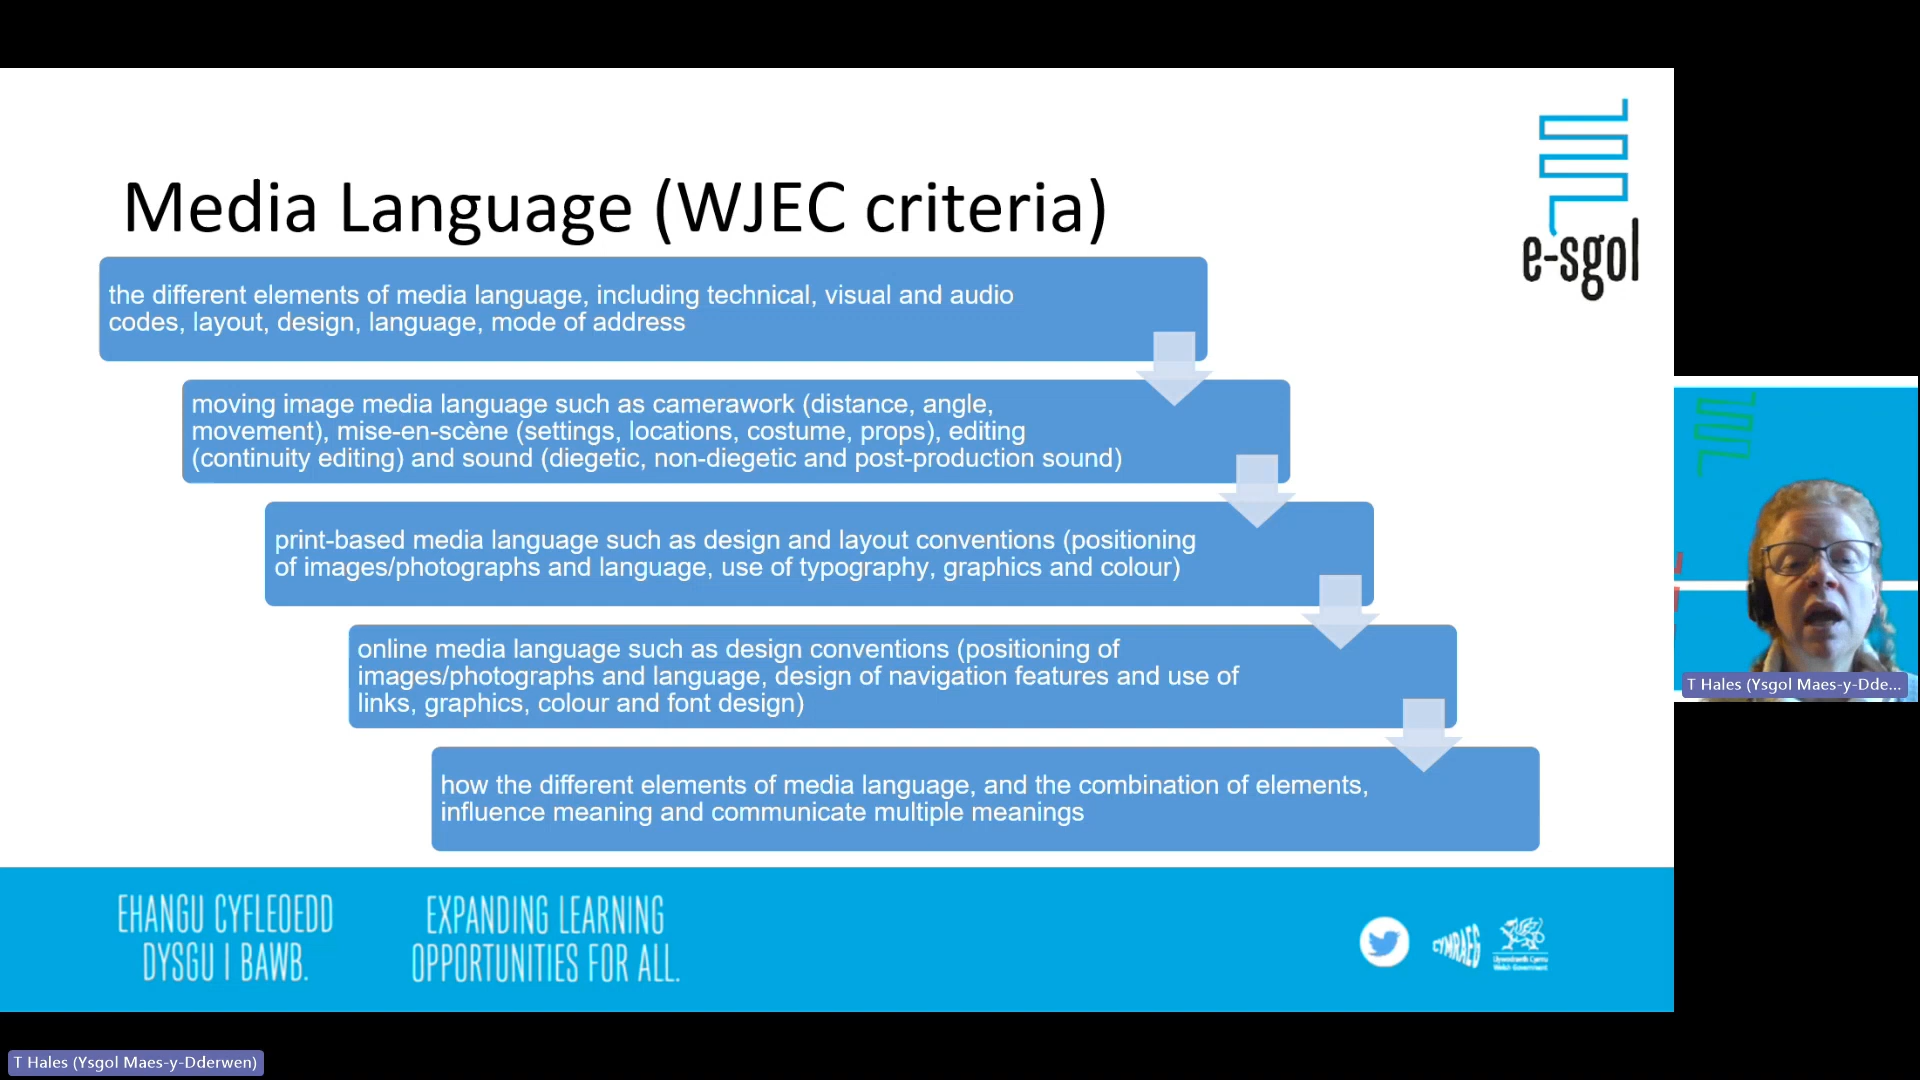 Media Language (WJEC criteria)
e-sgol
the different elements of media language, including technical, visual and audio
codes, layout, design, language, mode of address
moving image media language such as camerawork (distance, angle,
movement), mise-en-scène (settings, locations, costume, props), editing
(continuity editing) and sound (diegetic, non-diegetic and post-production sound)
print-based media language such as design and layout conventions (positioning
of images/photographs and language, use of typography, graphics and colour)
online media language such as design conventions (positioning of
images/photographs and language, design of navigation features and use of
links, graphics, colour and font design)
how the different elements of media language, and the combination of elements,
influence meaning and communicate multiple meanings
T Hales (Ysgol Maes-y-Dde...
EHANGU CYFLEOEDD
DYSGU I BAWB.
EXPANDING LEARNING
OPPORTUNITIES FOR ALL.
CYMRAEG
Llywodraeth Cymru
Welsh Government
T Hales (Ysgol Maes-y-Dderwen)